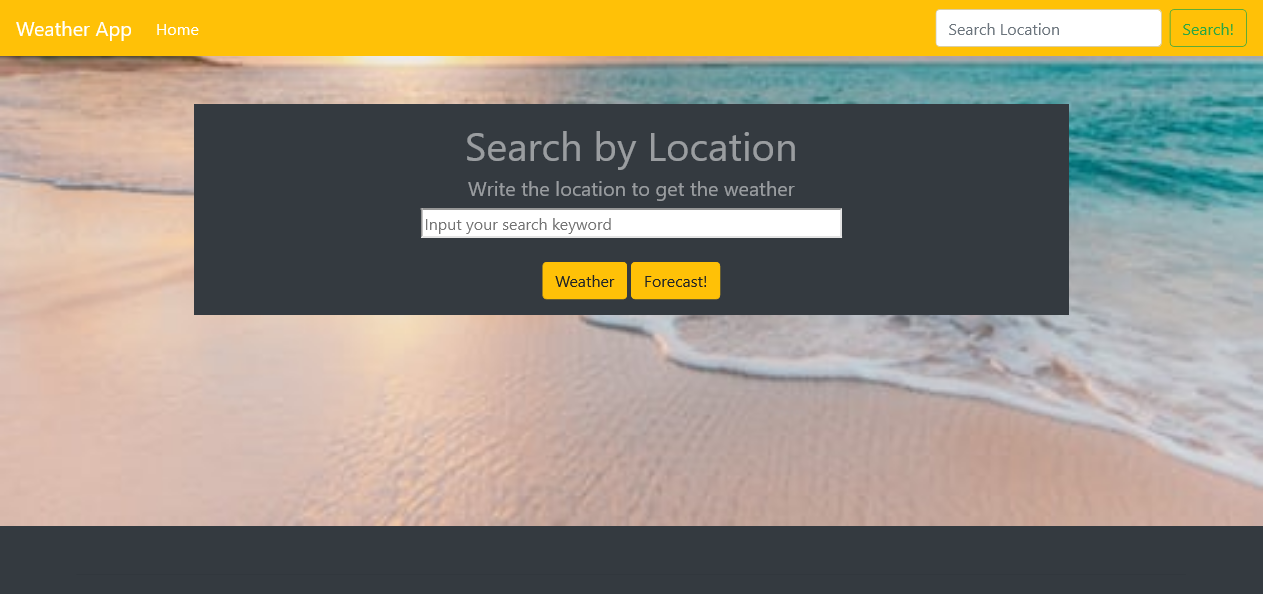 Weather App Home Search Location Search!
Search by Location
Write the location to get the weather
Input your search keyword
Weather Forecast!